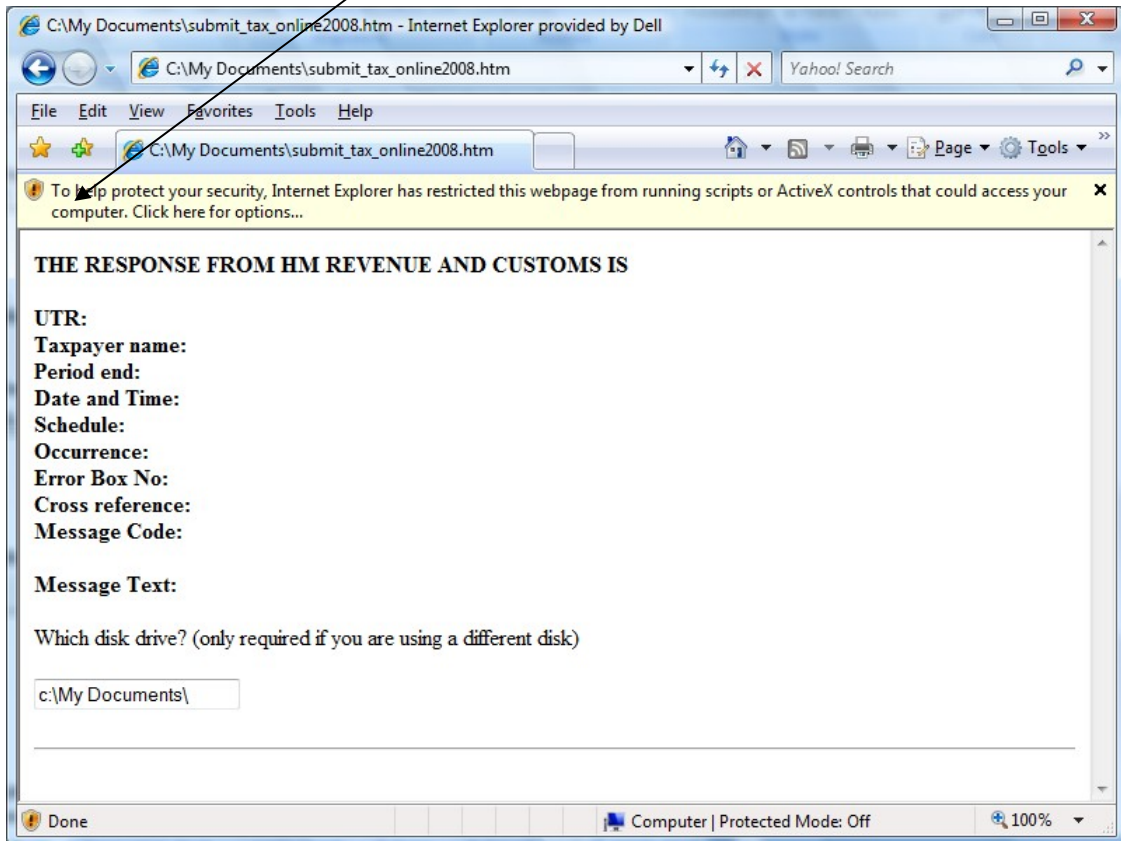 C:\My Documents\submit_tax_online2008.htm - Internet Explorer provided by Dell
C:\My Documents\submit_tax_online2008.htm
Yahoo! Search
File Edit View Favorites Tools Help
C:\My Documents\submit_tax_online2008.htm
Page Tools
To help protect your security, Internet Explorer has restricted this webpage from running scripts or ActiveX controls that could access your
computer. Click here for options...
THE RESPONSE FROM HM REVENUE AND CUSTOMS IS
UTR:
Taxpayer name:
Period end:
Date and Time:
Schedule:
Occurrence:
Error Box No:
Cross reference:
Message Code:
Message Text:
Which disk drive? (only required if you are using a different disk)
c:\My Documents\
Done
Computer | Protected Mode: Off
100%